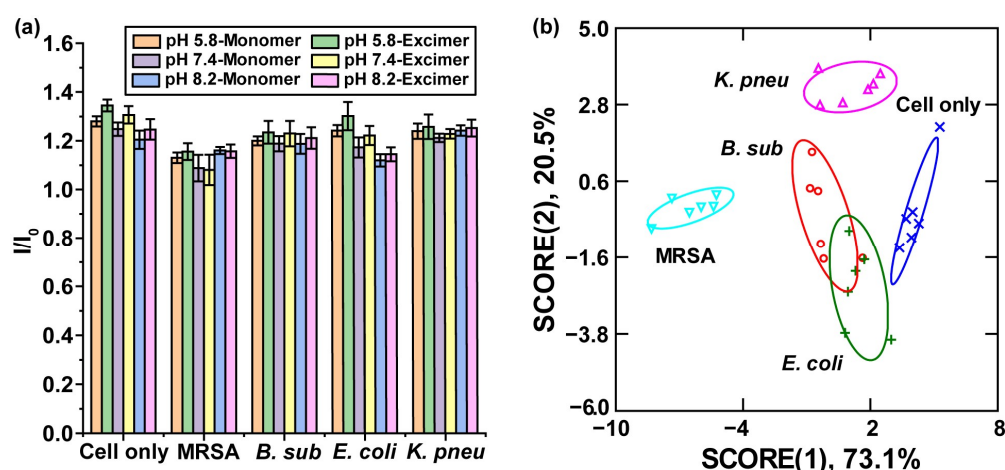 (a)
1.6
1.4
1.2
1.0
0.8
0.6
0.4
0.2
0.0
I/I₀
pH 5.8-Monomer
pH 5.8-Excimer
pH 7.4-Monomer
pH 7.4-Excimer
pH 8.2-Monomer
pH 8.2-Excimer
Cell only
MRSA
B. sub
E. coli
K. pneu
(b)
5.0
2.8
0.6
−1.6
−3.8
−6.0
SCORE(2), 20.5%
K. pneu
Cell only
B. sub
MRSA
E. coli
−10
−4
2
8
SCORE(1), 73.1%